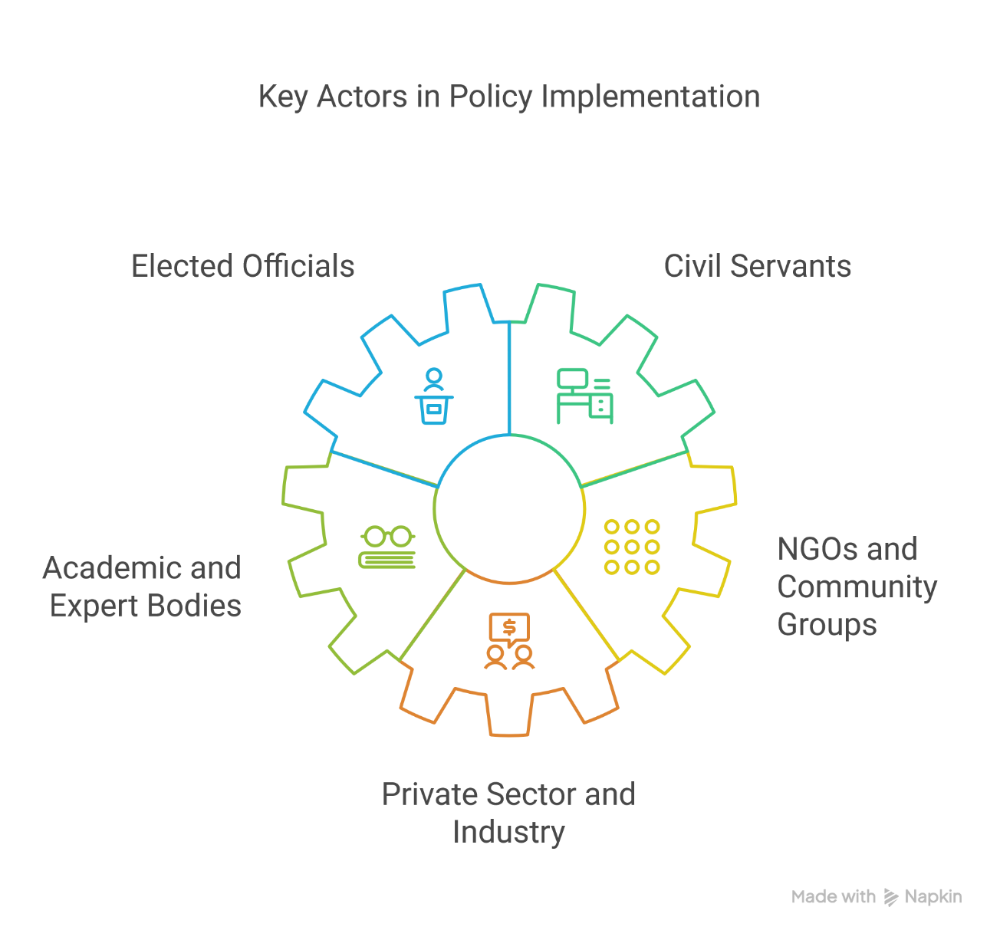 Key Actors in Policy Implementation
Elected Officials
Civil Servants
$
Academic and
Expert Bodies
NGOs and
Community
Groups
Private Sector and
Industry
Made with Napkin